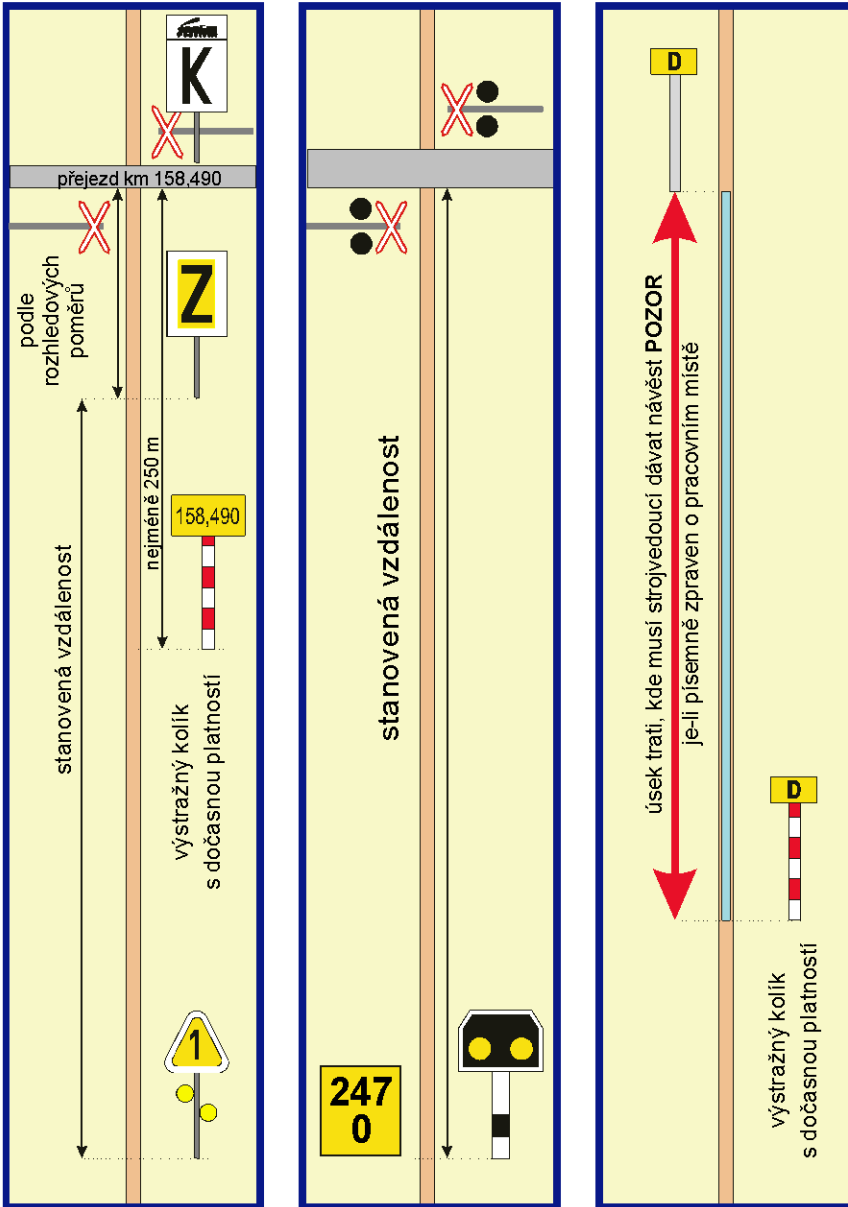 K
přejezd km 158,490
Z
podle
rozhledových
poměrů
nejméně 250 m
158,490
stanovená vzdálenost
výstražný kolík
s dočasnou platností
1
stanovená vzdálenost
247
0
D
úsek trati, kde musí strojvedoucí dávat návěst POZOR
je-li písemně zpraven o pracovním místě
D
výstražný kolík
s dočasnou platností